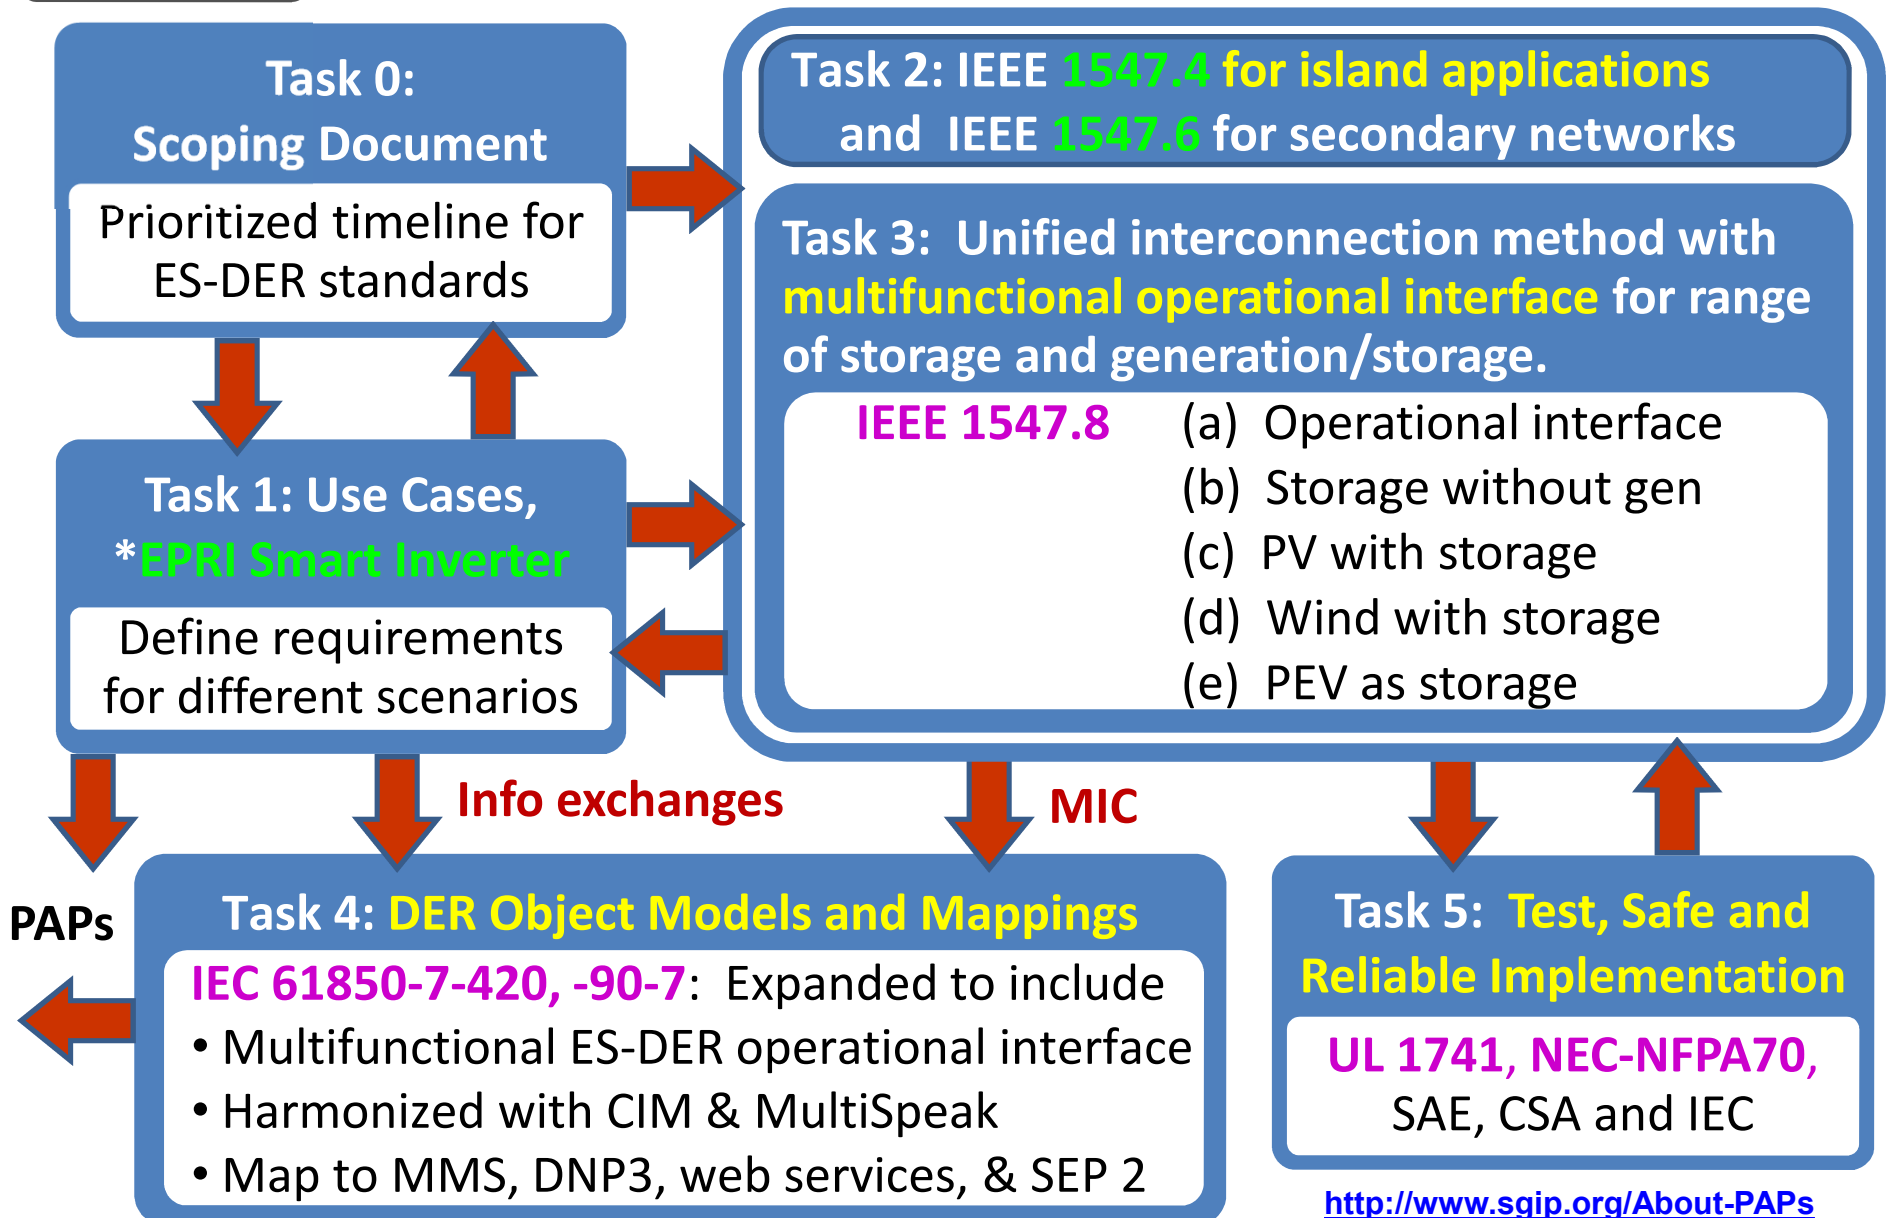 Task 0:
Scoping Document
Prioritized timeline for
ES-DER standards
Task 1: Use Cases,
*EPRI Smart Inverter
Define requirements
for different scenarios
Task 2: IEEE 1547.4 for island applications
and IEEE 1547.6 for secondary networks
Task 3: Unified interconnection method with
multifunctional operational interface for range
of storage and generation/storage.
IEEE 1547.8 (a) Operational interface
(b) Storage without gen
(c) PV with storage
(d) Wind with storage
(e) PEV as storage
Info exchanges
MIC
PAPs
Task 4: DER Object Models and Mappings
IEC 61850-7-420, -90-7: Expanded to include
• Multifunctional ES-DER operational interface
• Harmonized with CIM & MultiSpeak
• Map to MMS, DNP3, web services, & SEP 2
Task 5: Test, Safe and
Reliable Implementation
UL 1741, NEC-NFPA70,
SAE, CSA and IEC
http://www.sgip.org/About-PAPs